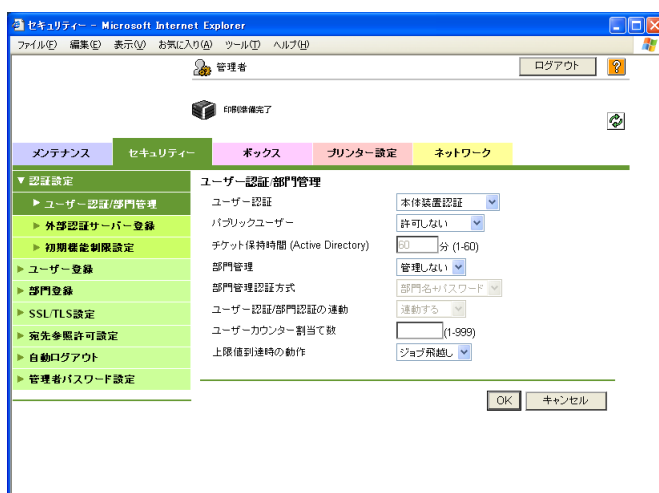 セキュリティー - Microsoft Internet Explorer
ファイル(F) 編集(E) 表示(V) お気に入り(A) ツール(T) ヘルプ(H)
管理者 ログアウト ?
印刷準備完了
メンテナンス セキュリティー ボックス プリンター設定 ネットワーク
▼認証設定
▶ユーザー認証/部門管理
▶外部認証サーバー登録
▶初期機能制限設定
▶ユーザー登録
▶部門登録
▶SSL/TLS設定
▶宛先参照許可設定
▶自動ログアウト
▶管理者パスワード設定
ユーザー認証/部門管理
ユーザー認証 本体装置認証
パブリックユーザー 許可しない
チケット保持時間 (Active Directory) 60 分 (1-60)
部門管理 管理しない
部門管理認証方式 部門名+パスワード
ユーザー認証/部門認証の連動 連動する
ユーザーカウンター割当て数 (1-999)
上限値到達時の動作 ジョブ飛越し
OK キャンセル